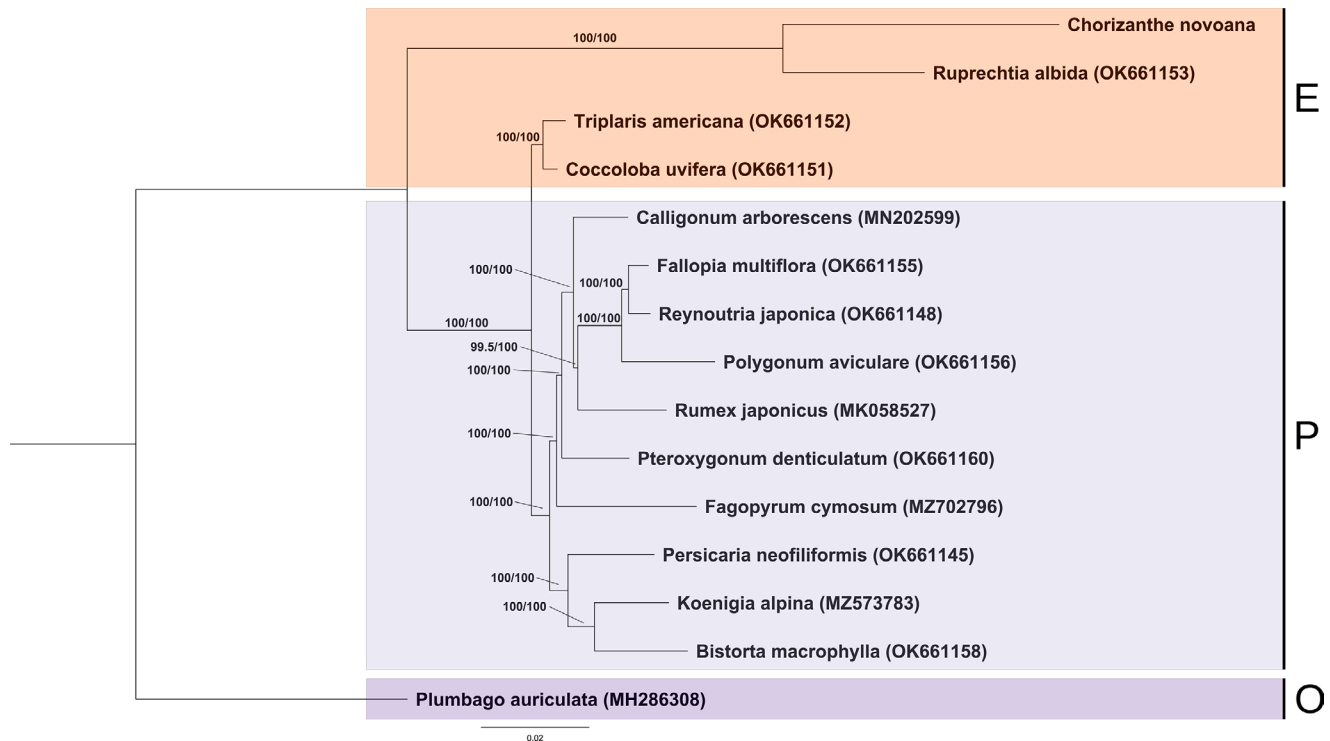 Chorizanthe novoana
100/100
Ruprechtia albida (OK661153)
E
Triplaris americana (OK661152)
100/100
Coccoloba uvifera (OK661151)
Calligonum arborescens (MN202599)
100/100
Fallopia multiflora (OK661155)
100/100
Reynoutria japonica (OK661148)
100/100
100/100
99.5/100
Polygonum aviculare (OK661156)
100/100
Rumex japonicus (MK058527)
100/100
P
Pteroxygonum denticulatum (OK661160)
100/100
Fagopyrum cymosum (MZ702796)
Persicaria neofiliformis (OK661145)
100/100
100/100
Koenigia alpina (MZ573783)
Bistorta macrophylla (OK661158)
Plumbago auriculata (MH286308)
O
0.02